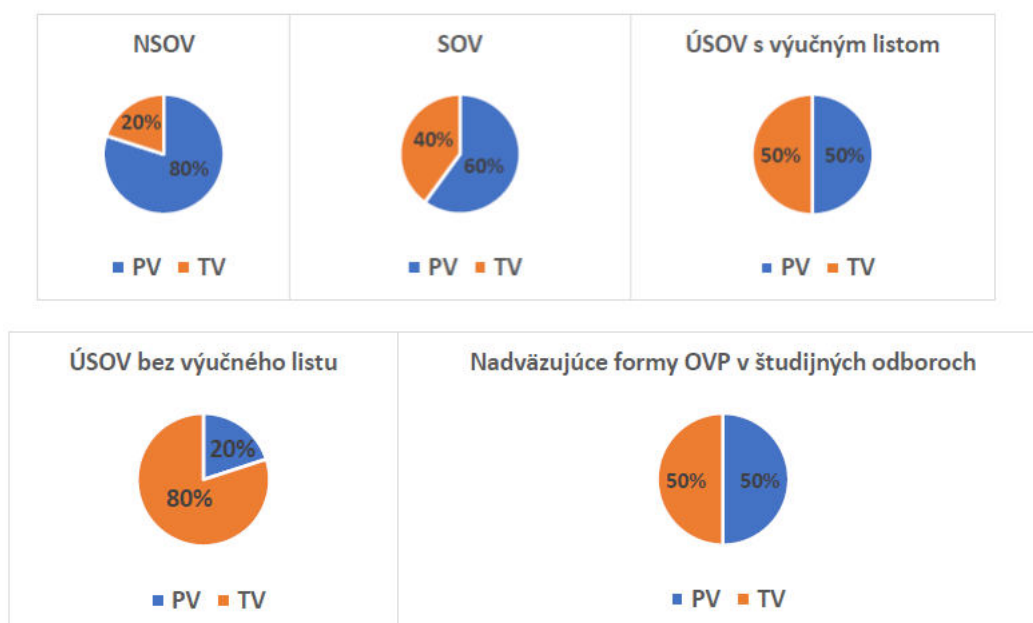 NSOV
20%
80%
PV TV
SOV
40%
60%
PV TV
ÚSOV s výučným listom
50% 50%
PV TV
ÚSOV bez výučného listu
20%
80%
PV TV
Nadväzujúce formy OVP v študijných odboroch
50% 50%
PV TV